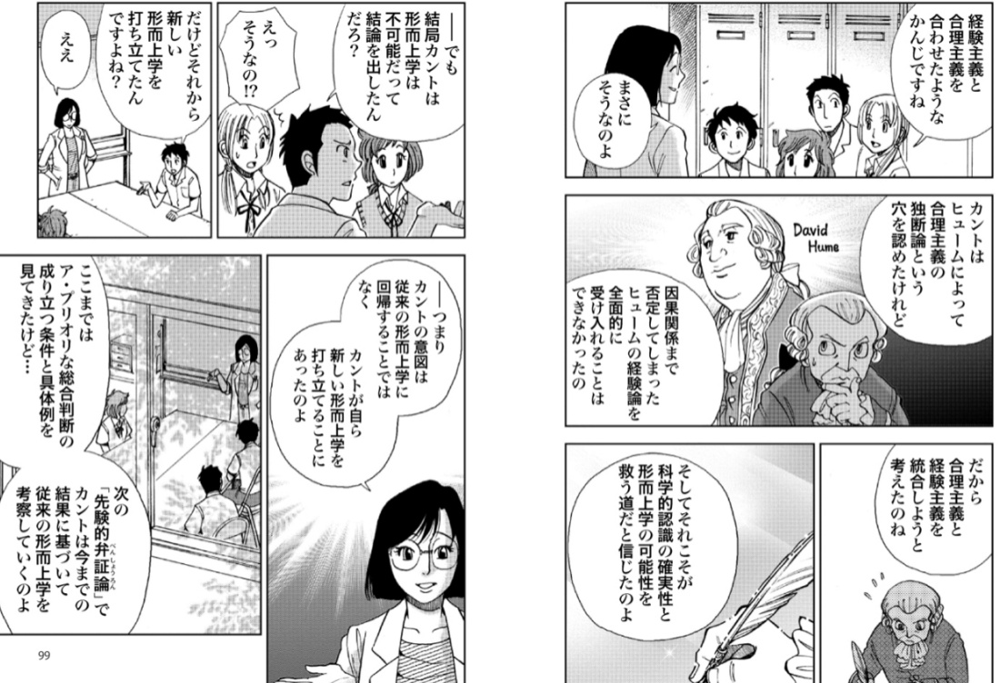 経験主義と
合理主義を
合わせたような
かんじですね
まさに
そうなのよ
カントは
ヒュームによって
合理主義の
独断論という
穴を認めたけれど
David
Hume
因果関係まで
否定してしまった
ヒュームの経験論を
全面的に
受け入れることは
できなかったの
だから
合理主義と
経験主義を
統合しようと
考えたのね
そしてそれこそが
科学的認識の確実性と
形而上学の可能性を
救う道だと信じたのよ
――でも
結局カントは
形而上学は
不可能だって
結論を出したん
だろ?
えっ
そうなの!?
だけどそれから
新しい
形而上学を
打ち立てたん
ですよね?
ええ
――つまり
カントの意図は
従来の形而上学に
回帰することでは
なく
カントが自ら
新しい形而上学を
打ち立てることに
あったのよ
ここまでは
ア・プリオリな総合判断の
成り立つ条件と具体例を
見てきたけど…
次の
「先験的弁証論」で
べんしょうろん
カントは今までの
結果に基づいて
従来の形而上学を
考察していくのよ
99